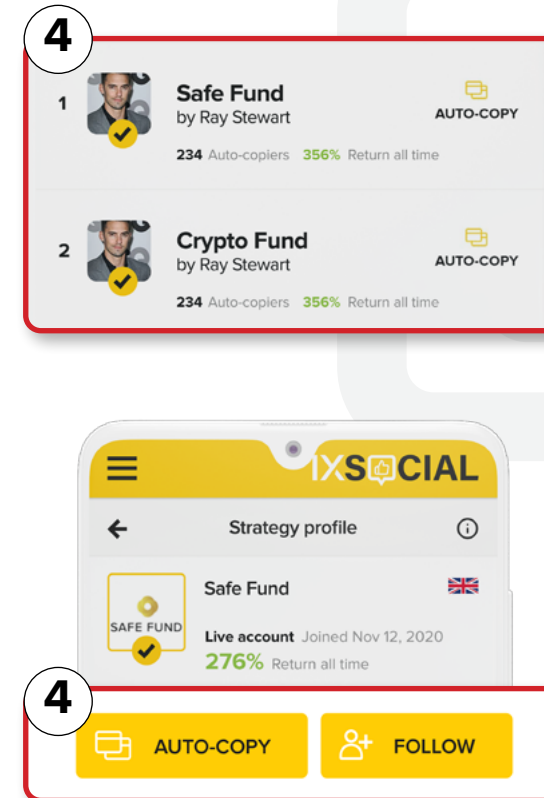 4
1
Safe Fund
by Ray Stewart
AUTO-COPY
234 Auto-copiers 356% Return all time
2
Crypto Fund
by Ray Stewart
AUTO-COPY
234 Auto-copiers 356% Return all time
IXSOCIAL
Strategy profile
Safe Fund
SAFE FUND
Live account Joined Nov 12, 2020
276% Return all time
4
AUTO-COPY
FOLLOW